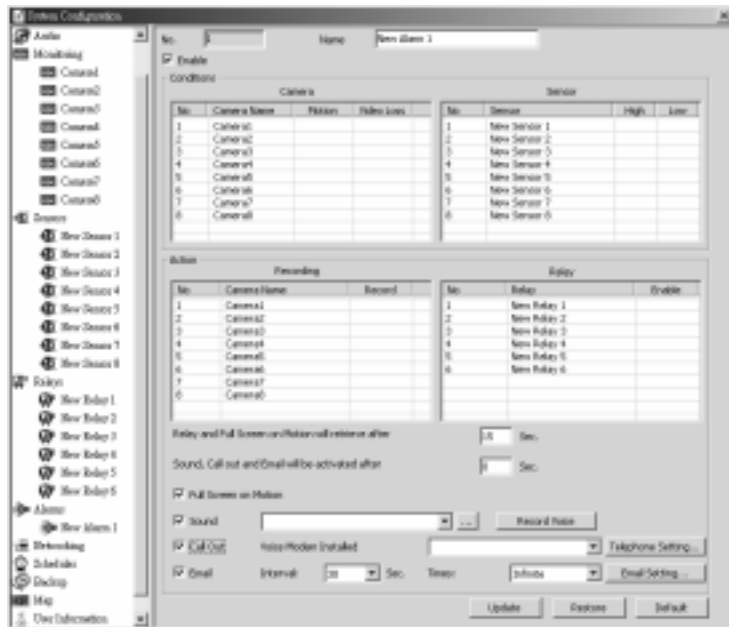 System Configuration
Audio
Monitoring
Camera1
Camera2
Camera3
Camera4
Camera5
Camera6
Camera7
Camera8
Sensors
New Sensor 1
New Sensor 2
New Sensor 3
New Sensor 4
New Sensor 5
New Sensor 6
New Sensor 7
New Sensor 8
Relays
New Relay 1
New Relay 2
New Relay 3
New Relay 4
New Relay 5
New Relay 6
Alarms
New Alarm 1
Networking
Schedules
Backup
Map
User Information
No. 1 Name New Alarm 1
Enable
Conditions
Camera
No Camera Name Motion Video Loss
1 Camera1
2 Camera2
3 Camera3
4 Camera4
5 Camera5
6 Camera6
7 Camera7
8 Camera8
Sensor
No Sensor High Low
1 New Sensor 1
2 New Sensor 2
3 New Sensor 3
4 New Sensor 4
5 New Sensor 5
6 New Sensor 6
7 New Sensor 7
8 New Sensor 8
Action
Recording
No Camera Name Record
1 Camera1
2 Camera2
3 Camera3
4 Camera4
5 Camera5
6 Camera6
7 Camera7
8 Camera8
Relay
No Relay Enable
1 New Relay 1
2 New Relay 2
3 New Relay 3
4 New Relay 4
5 New Relay 5
6 New Relay 6
Relay and Full Screen on Motion will retrieve after 15 Sec.
Sound, Call out and Email will be activated after Sec.
Full Screen on Motion
Sound ... Record Voice
Call Out Voice Modem Installed Telephone Setting...
Email Interval: 30 Sec. Times: Infinite Email Setting...
Update Restore Default